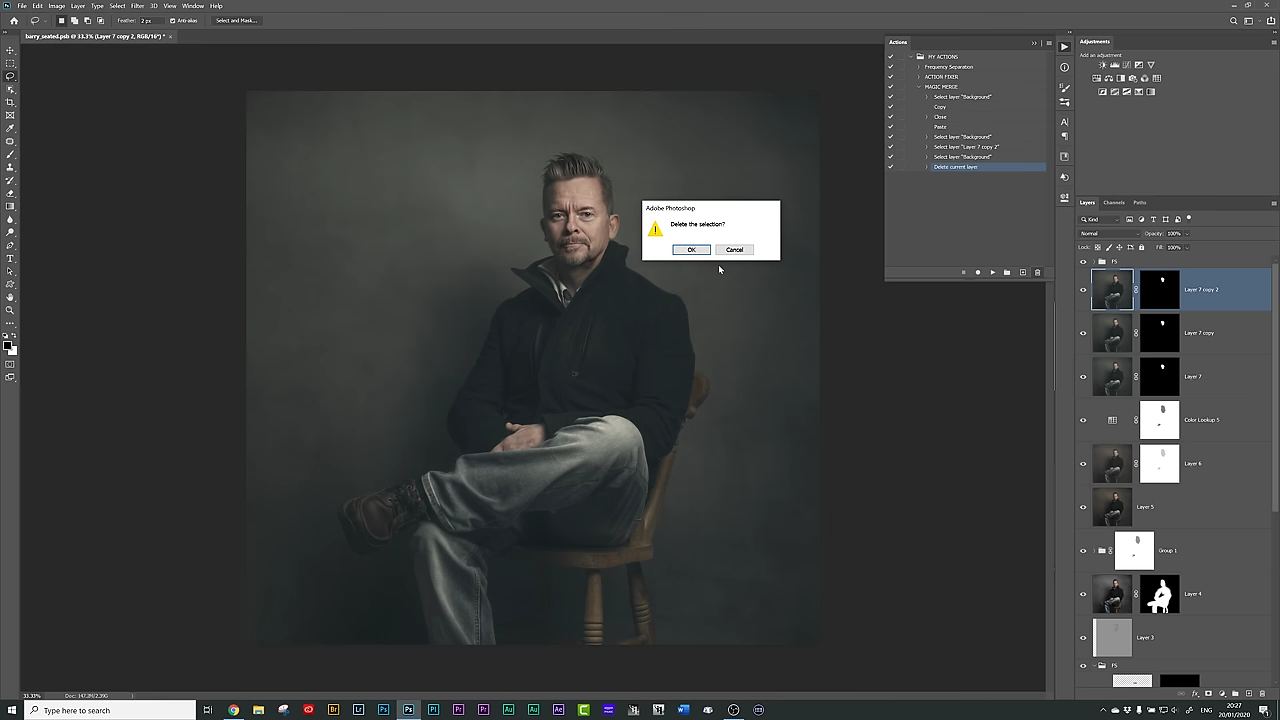 File Edit Image Layer Type Select Filter 3D View Window Help
Feather: 2 px Anti-alias Select and Mask...
barry_seated.psb @ 33.3% (Layer 7 copy 2, RGB/16*) *
Actions
MY ACTIONS
Frequency Separation
ACTION FIXER
MAGIC MERGE
Select layer "Background"
Copy
Close
Paste
Select layer "Background"
Select layer "Layer 7 copy 2"
Select layer "Background"
Delete current layer
Adobe Photoshop
Delete the selection?
OK Cancel
Adjustments
Add an adjustment
Layers Channels Paths
Kind
Normal Opacity: 100%
Lock: Fill: 100%
FS
Layer 7 copy 2
Layer 7 copy
Layer 7
Color Lookup 5
Layer 6
Layer 5
Group 1
Layer 4
Layer 3
FS
33.33% Doc: 147.2M/2.39G
Type here to search
20:27
20/01/2020